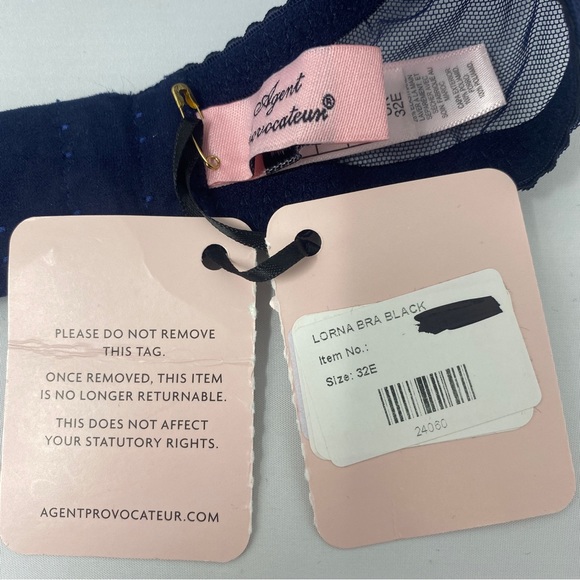 Agent
Provocateur®
32E
PLEASE DO NOT REMOVE
THIS TAG.
ONCE REMOVED, THIS ITEM
IS NO LONGER RETURNABLE.
THIS DOES NOT AFFECT
YOUR STATUTORY RIGHTS.
AGENTPROVOCATEUR.COM
LORNA BRA BLACK
Item No.:
Size: 32E
24060